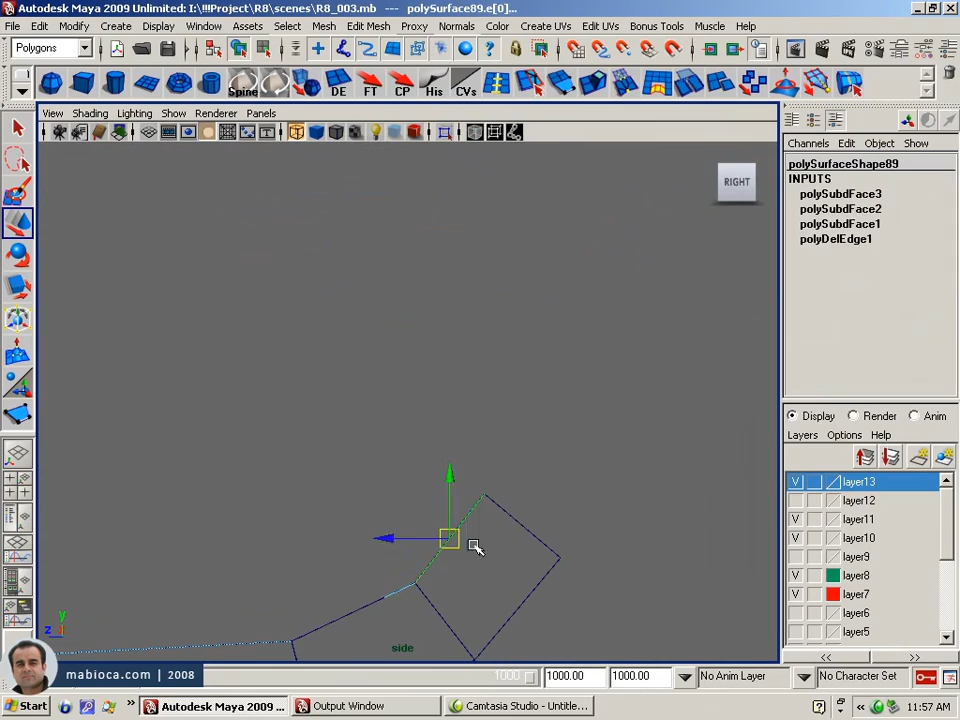 Autodesk Maya 2009 Unlimited: I:\!!!Project\R8\scenes\R8_003.mb --- polySurface89.e[0]...
File Edit Modify Create Display Window Assets Select Mesh Edit Mesh Proxy Normals Color Create UVs Edit UVs Bonus Tools Muscle Help
Polygons
Spine DE FT CP His CVs
View Shading Lighting Show Renderer Panels
Channels Edit Object Show
polySurfaceShape89
INPUTS
polySubdFace3
polySubdFace2
polySubdFace1
polyDelEdge1
RIGHT
Display Render Anim
Layers Options Help
V layer13
layer12
V layer11
V layer10
layer9
V layer8
V layer7
layer6
layer5
y
z
side
<< >>
mabioca.com | 2008
1000 1000.00 1000.00 No Anim Layer No Character Set
Start Autodesk Maya 2009 ... Output Window Camtasia Studio - Untitle... 11:57 AM